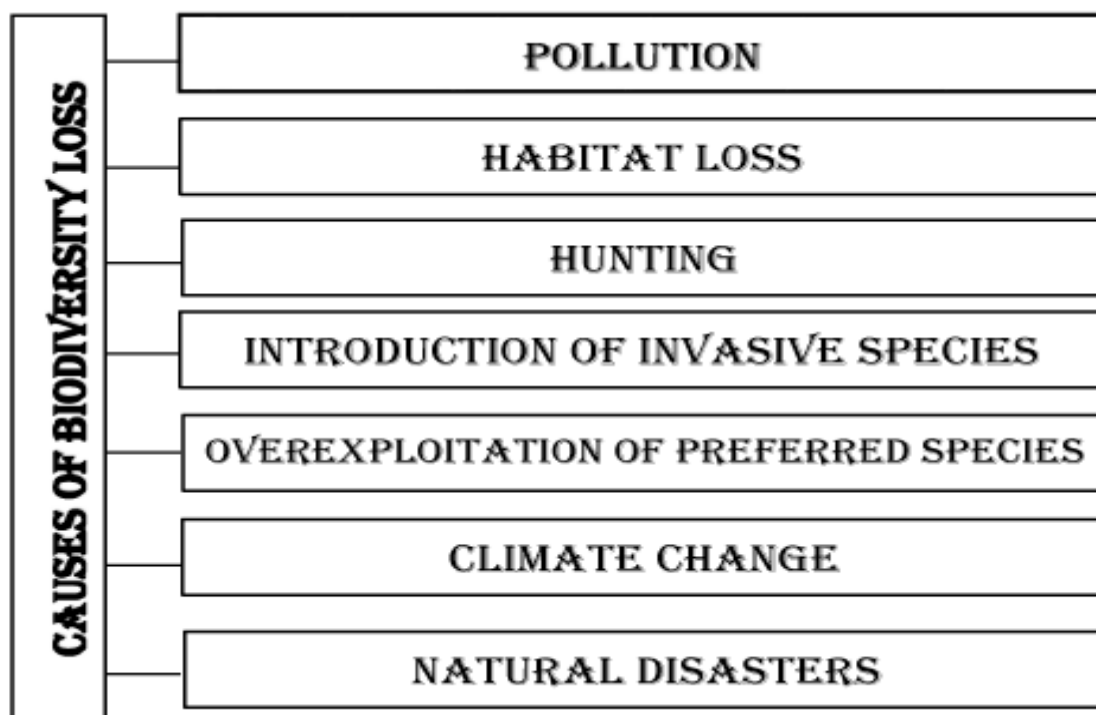 CAUSES OF BIODIVERSITY LOSS
POLLUTION
HABITAT LOSS
HUNTING
INTRODUCTION OF INVASIVE SPECIES
OVEREXPLOITATION OF PREFERRED SPECIES
CLIMATE CHANGE
NATURAL DISASTERS